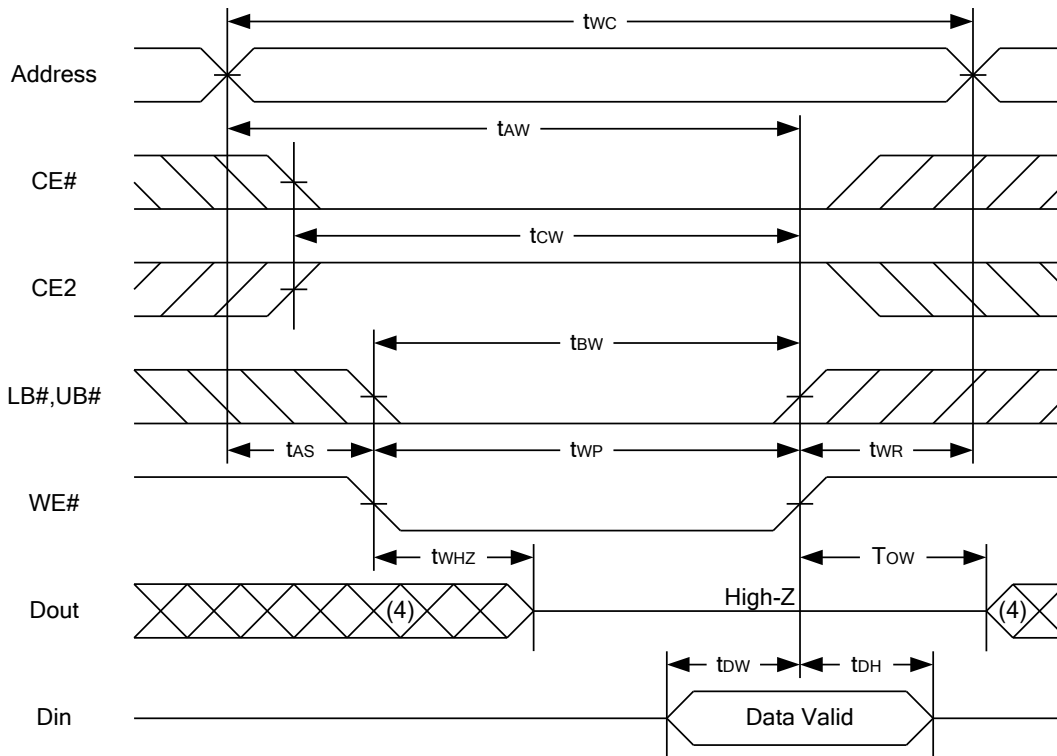 tWC
Address
tAW
CE#
tCW
CE2
tBW
LB#,UB#
tAS
tWP
tWR
WE#
tWHZ
TOW
Dout
(4)
High-Z
(4)
tDW
tDH
Din
Data Valid